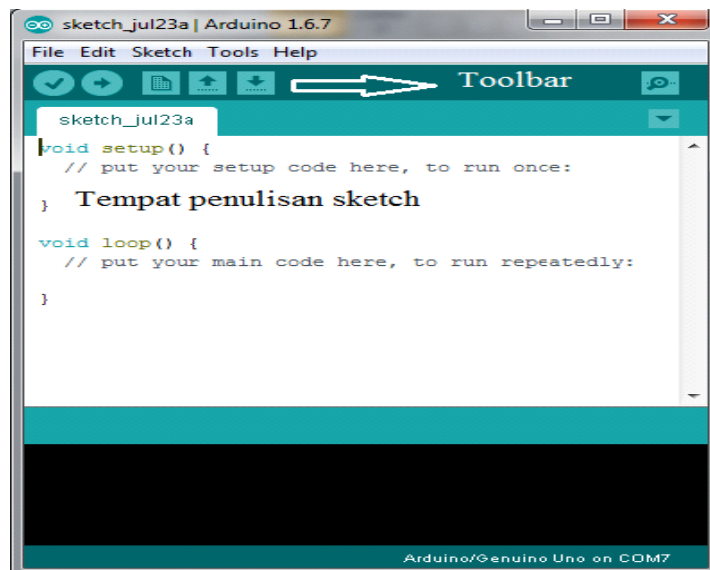 sketch_jul23a | Arduino 1.6.7
File Edit Sketch Tools Help
Toolbar
sketch_jul23a
void setup() {
// put your setup code here, to run once:
} Tempat penulisan sketch
void loop() {
// put your main code here, to run repeatedly:
}
Arduino/Genuino Uno on COM7